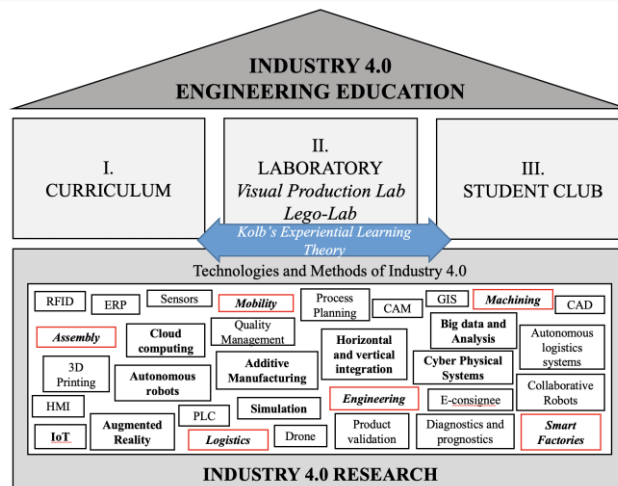 INDUSTRY 4.0
ENGINEERING EDUCATION
I.
CURRICULUM
II.
LABORATORY
Visual Production Lab
Lego-Lab
III.
STUDENT CLUB
Kolb's Experiential Learning
Theory
Technologies and Methods of Industry 4.0
RFID
ERP
Sensors
Mobility
Process
Planning
CAM
GIS
Machining
CAD
Assembly
Cloud
computing
Quality
Management
Horizontal
and vertical
integration
Big data and
Analysis
Autonomous
logistics
systems
3D
Printing
Autonomous
robots
Additive
Manufacturing
Cyber Physical
Systems
Collaborative
Robots
HMI
PLC
Simulation
Engineering
E-consignee
IoT
Augmented
Reality
Logistics
Drone
Product
validation
Diagnostics and
prognostics
Smart
Factories
INDUSTRY 4.0 RESEARCH